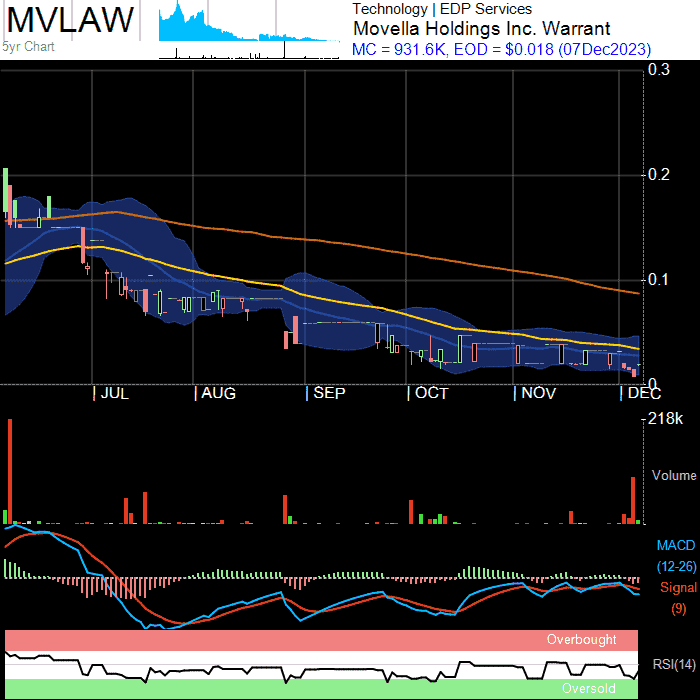 MVLAW
5yr Chart
Technology | EDP Services
Movella Holdings Inc. Warrant
MC = 931.6K, EOD = $0.018 (07Dec2023)
0.3
0.2
0.1
0
| JUL | AUG | SEP | OCT | NOV | DEC
218k
Volume
MACD
(12-26)
Signal
(9)
Overbought
RSI(14)
Oversold